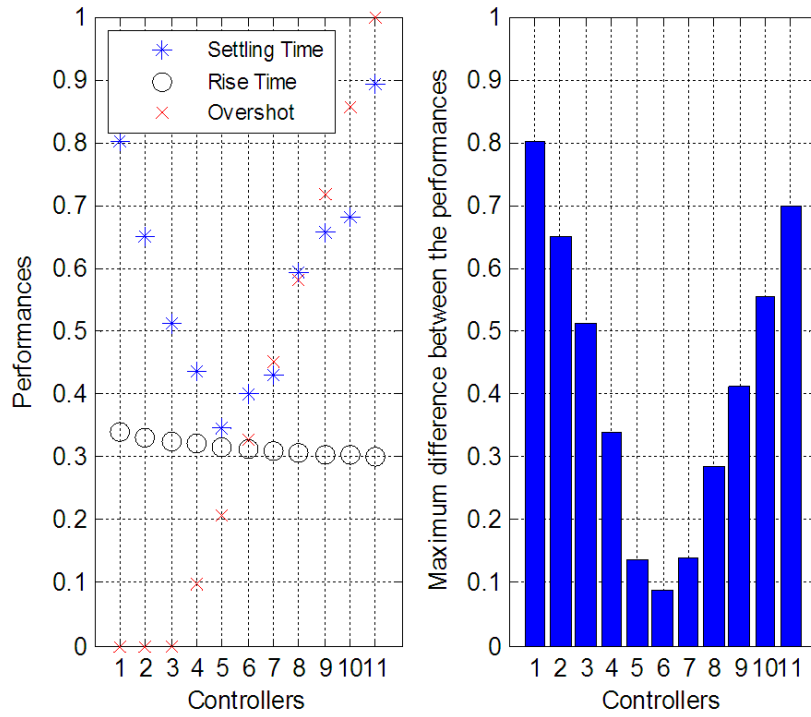 1
0.9
0.8
0.7
0.6
0.5
0.4
0.3
0.2
0.1
0
Performances
Settling Time
Rise Time
Overshot
1 2 3 4 5 6 7 8 9 10 11
Controllers
1
0.9
0.8
0.7
0.6
0.5
0.4
0.3
0.2
0.1
0
Maximum difference between the performances
1 2 3 4 5 6 7 8 9 10 11
Controllers